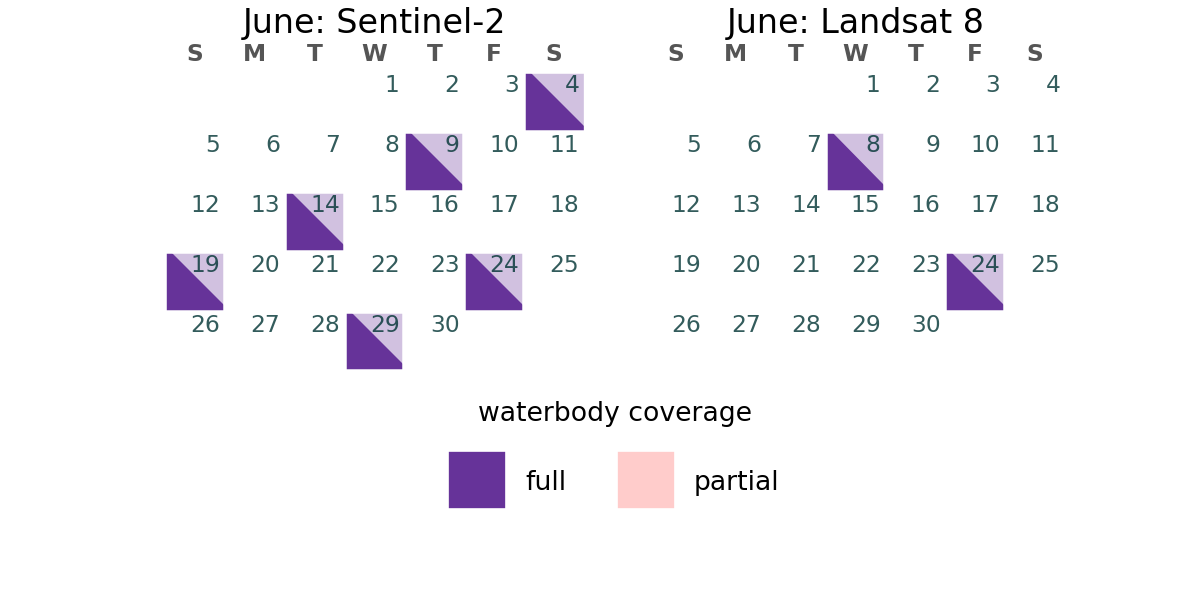 June: Sentinel-2
S M T W T F S
1 2 3 4
5 6 7 8 9 10 11
12 13 14 15 16 17 18
19 20 21 22 23 24 25
26 27 28 29 30
June: Landsat 8
S M T W T F S
1 2 3 4
5 6 7 8 9 10 11
12 13 14 15 16 17 18
19 20 21 22 23 24 25
26 27 28 29 30
waterbody coverage
full partial